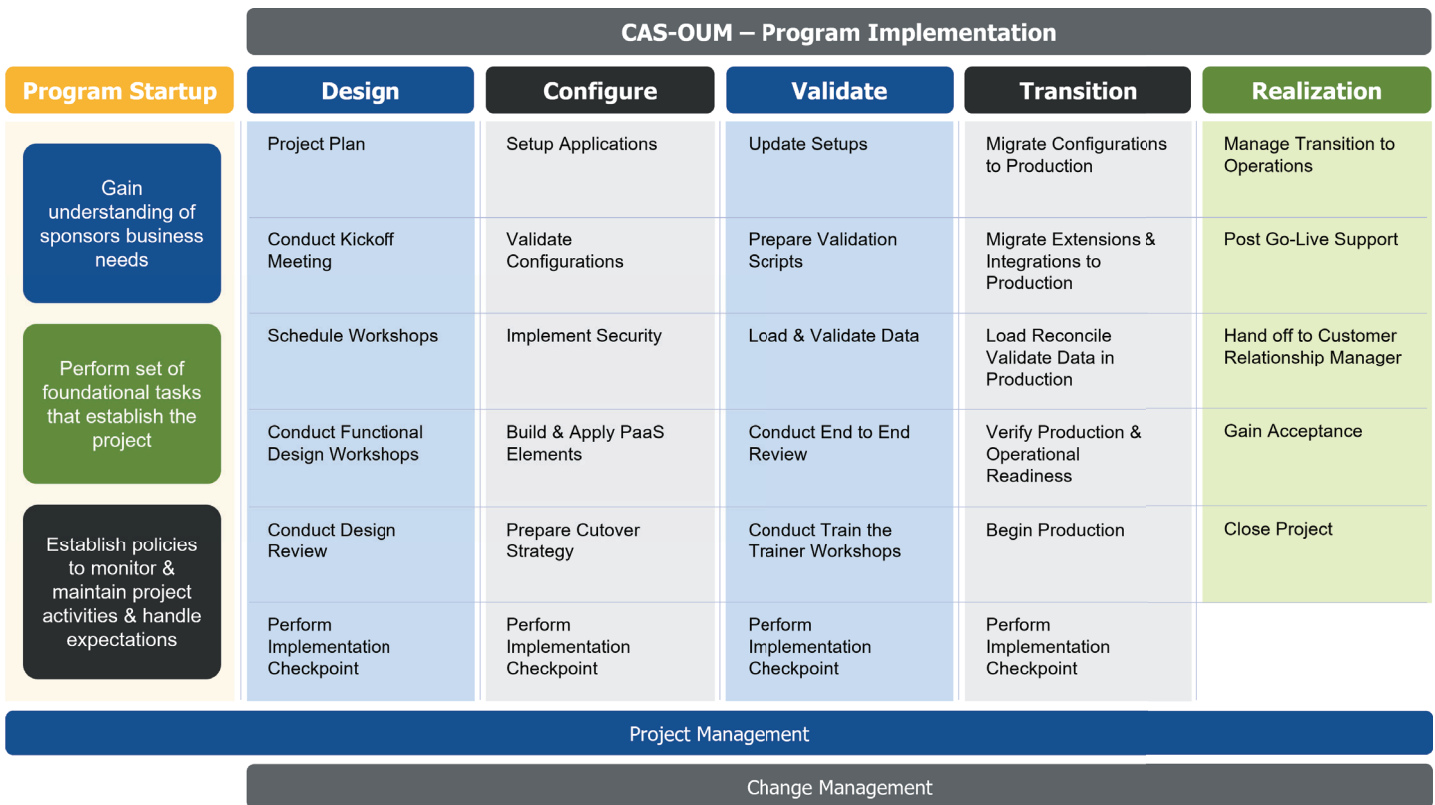 CAS-OUM – Program Implementation
Program Startup
Design
Configure
Validate
Transition
Realization
Gain
understanding of
sponsors business
needs
Perform set of
foundational tasks
that establish the
project
Establish policies
to monitor &
maintain project
activities & handle
expectations
Project Plan
Setup Applications
Update Setups
Migrate Configurations
to Production
Manage Transition to
Operations
Conduct Kickoff
Meeting
Validate
Configurations
Prepare Validation
Scripts
Migrate Extensions &
Integrations to
Production
Post Go-Live Support
Schedule Workshops
Implement Security
Load & Validate Data
Load Reconcile
Validate Data in
Production
Hand off to Customer
Relationship Manager
Conduct Functional
Design Workshops
Build & Apply PaaS
Elements
Conduct End to End
Review
Verify Production &
Operational
Readiness
Gain Acceptance
Conduct Design
Review
Prepare Cutover
Strategy
Conduct Train the
Trainer Workshops
Begin Production
Close Project
Perform
Implementation
Checkpoint
Perform
Implementation
Checkpoint
Perform
Implementation
Checkpoint
Perform
Implementation
Checkpoint
Project Management
Change Management